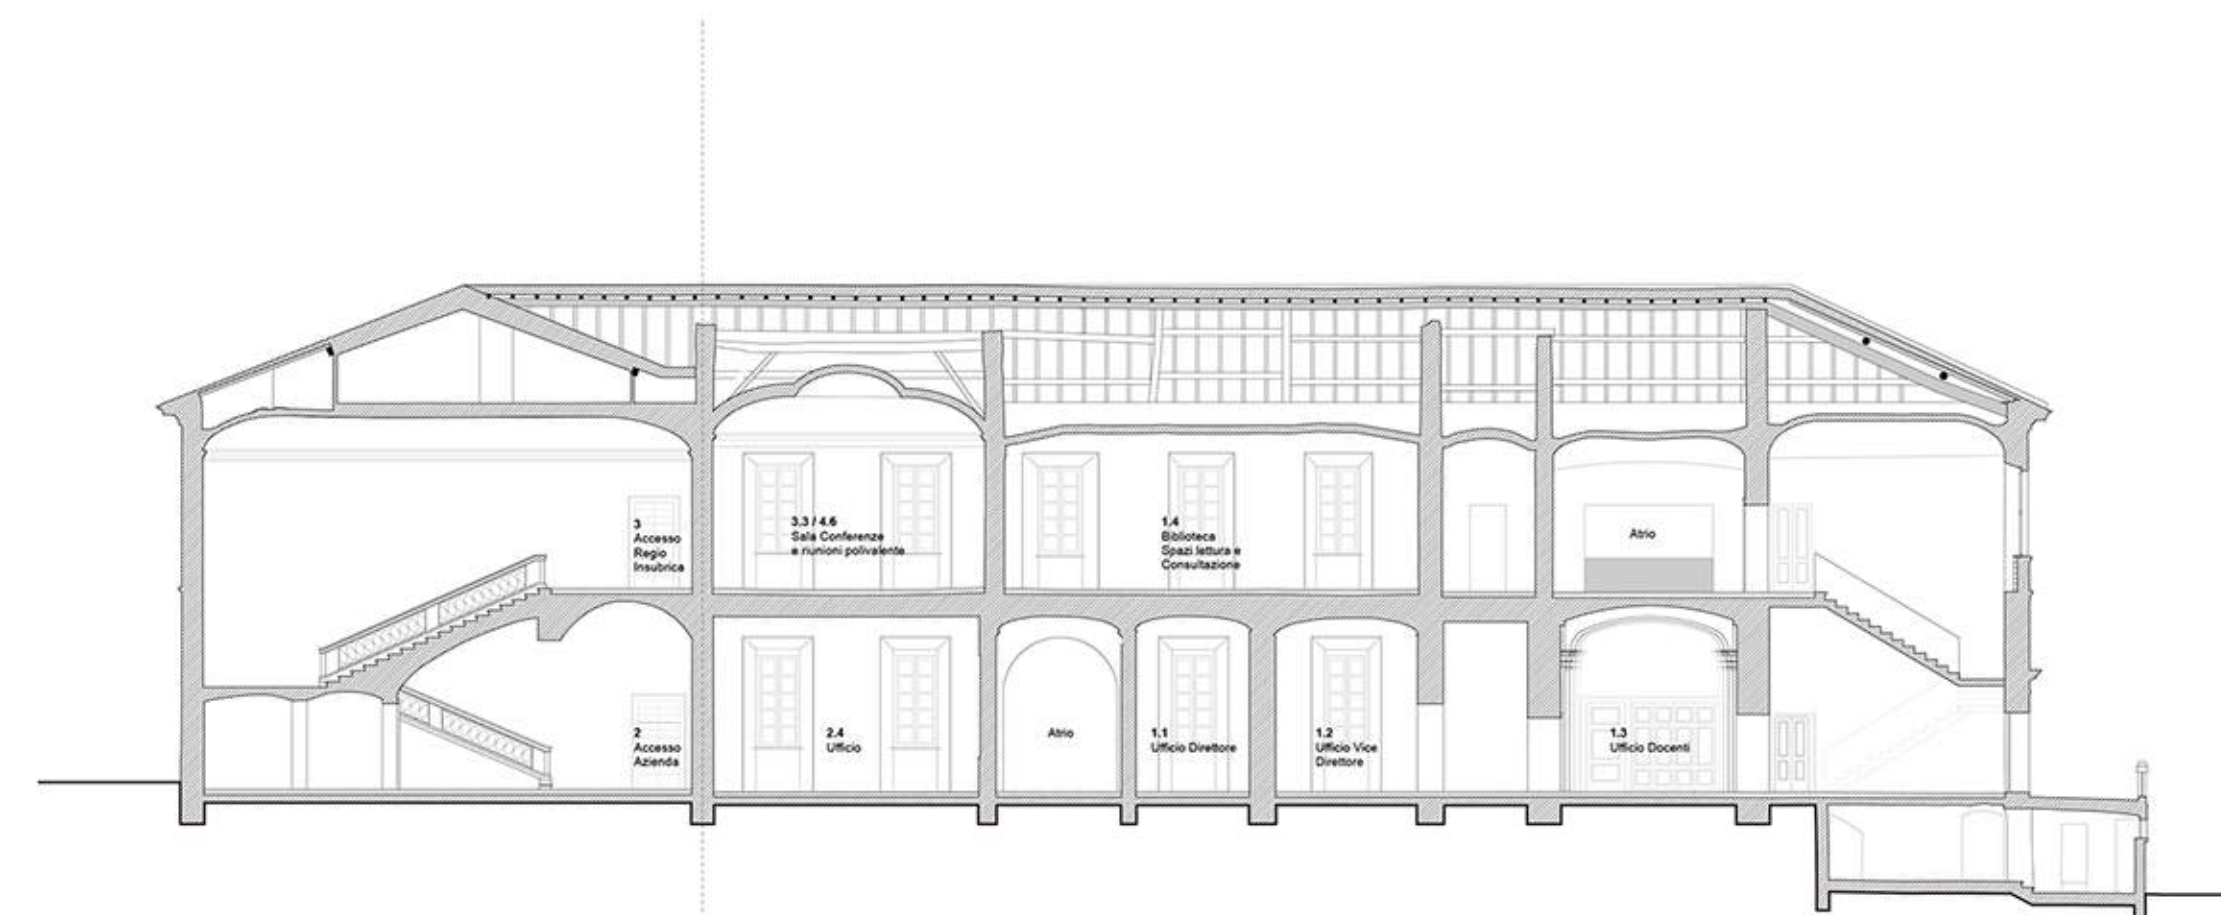 3
Accesso
Regio
Insubrica
3.3 / 4.6
Sala Conferenze
e riunioni polivalente
1.4
Biblioteca
Spazi lettura e
Consultazione
Atrio
2
Accesso
Azienda
2.4
Ufficio
Atrio
1.1
Ufficio Direttore
1.2
Ufficio Vice
Direttore
1.3
Ufficio Docenti